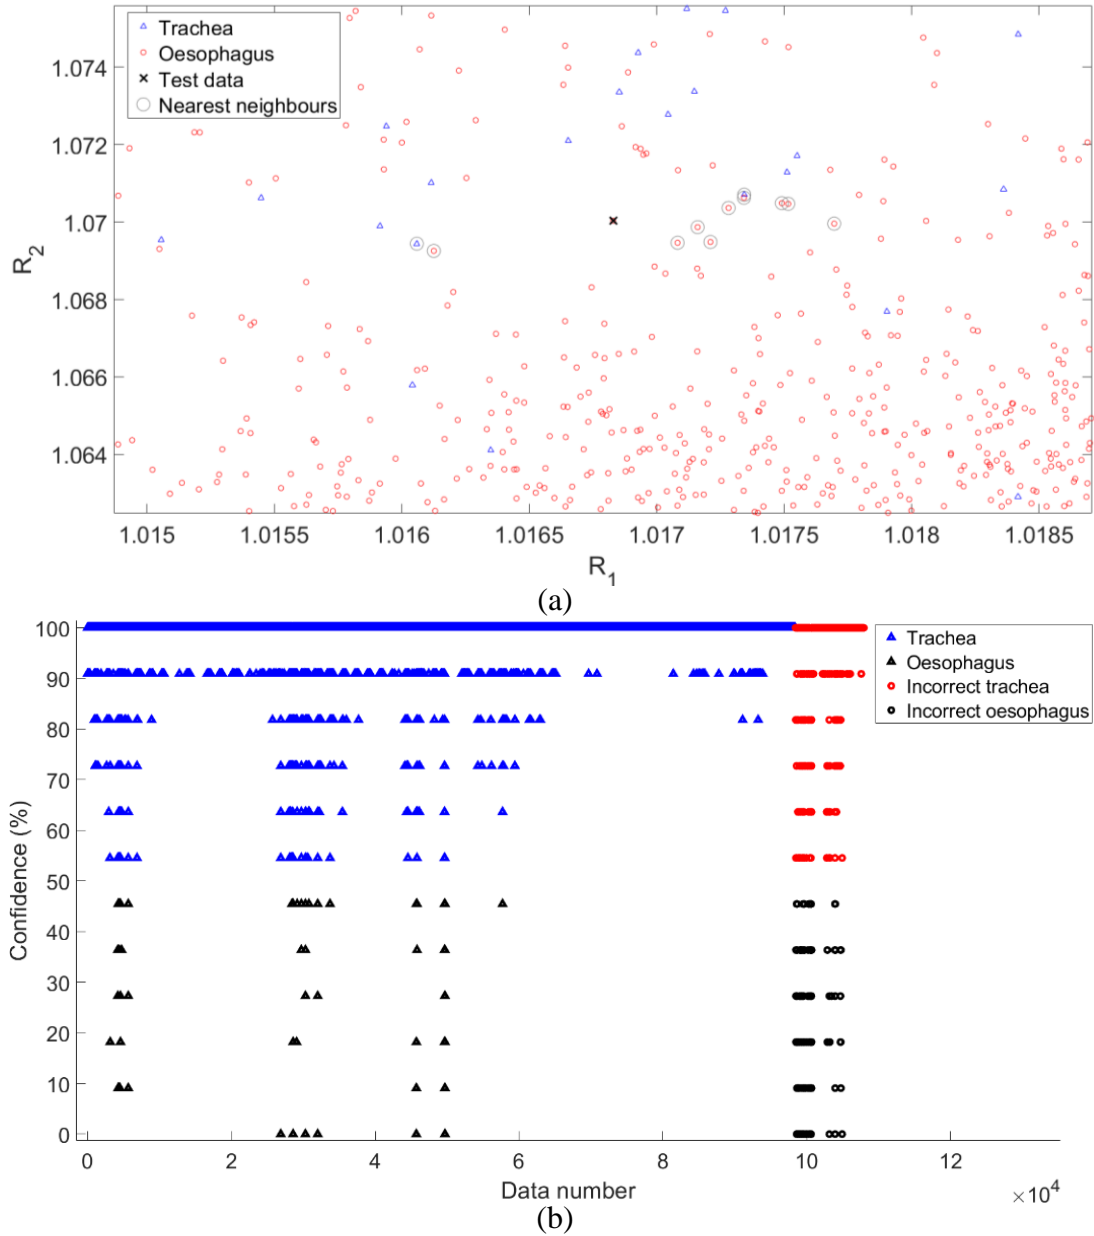 Trachea
Oesophagus
Test data
Nearest neighbours
1.074
1.072
1.07
1.068
1.066
1.064
R2
1.015
1.0155
1.016
1.0165
1.017
1.0175
1.018
1.0185
R1
(a)
100
90
80
70
60
50
40
30
20
10
0
Confidence (%)
Trachea
Oesophagus
Incorrect trachea
Incorrect oesophagus
0
2
4
6
8
10
12
Data number
×10^4
(b)